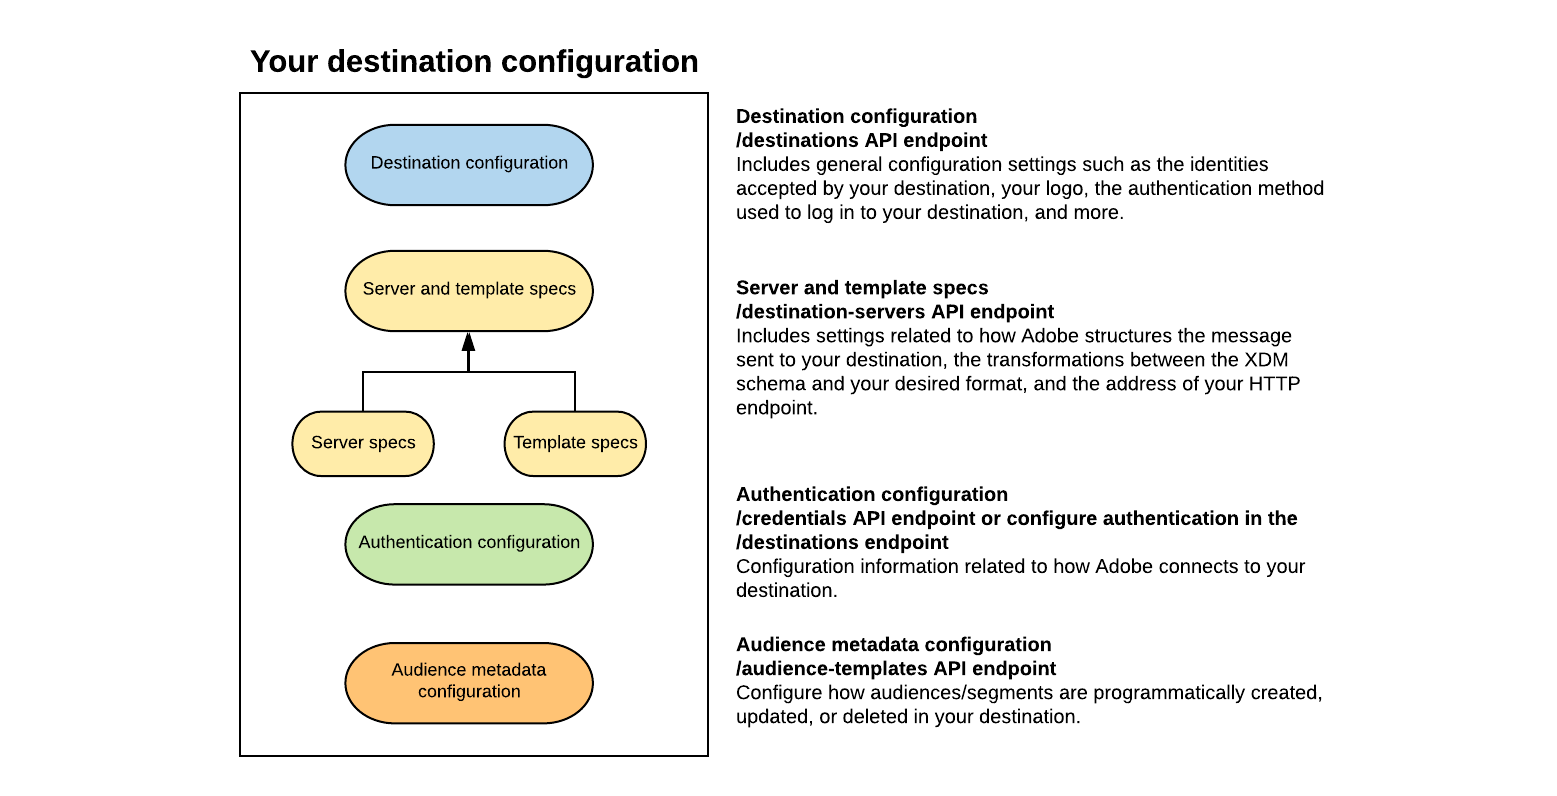 Your destination configuration
Destination configuration
Server and template specs
Server specs
Template specs
Authentication configuration
Audience metadata
configuration
Destination configuration
/destinations API endpoint
Includes general configuration settings such as the identities
accepted by your destination, your logo, the authentication method
used to log in to your destination, and more.
Server and template specs
/destination-servers API endpoint
Includes settings related to how Adobe structures the message
sent to your destination, the transformations between the XDM
schema and your desired format, and the address of your HTTP
endpoint.
Authentication configuration
/credentials API endpoint or configure authentication in the
/destinations endpoint
Configuration information related to how Adobe connects to your
destination.
Audience metadata configuration
/audience-templates API endpoint
Configure how audiences/segments are programmatically created,
updated, or deleted in your destination.